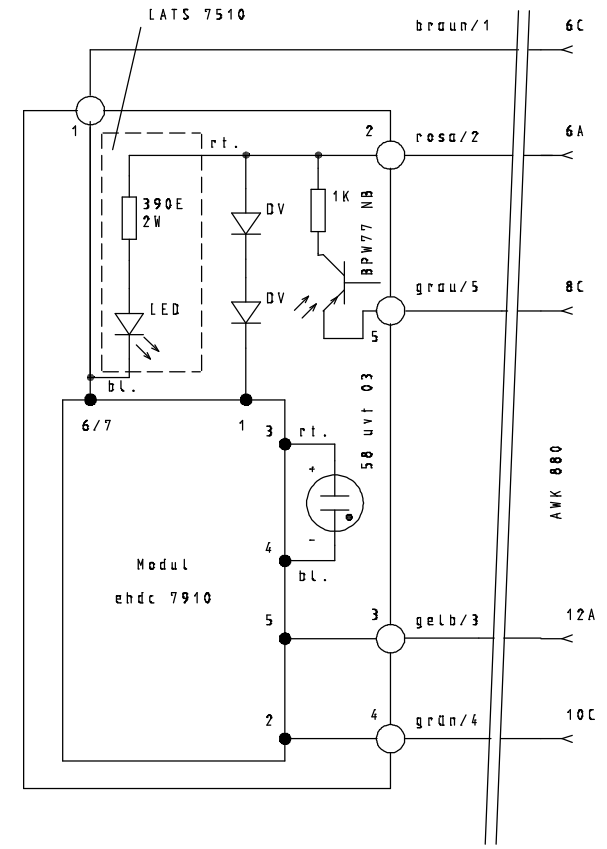 LATS 7510
braun/1
6C
1
2
rosa/2
6A
rt.
390E
2W
DV
1K
BPW77 NB
grau/5
8C
LED
DV
5
bl.
6/7
1
3
rt.
58 uvt 03
+
AWK 880
-
4
bl.
Modul
ehdc 7910
5
3
gelb/3
12A
2
4
grün/4
10C